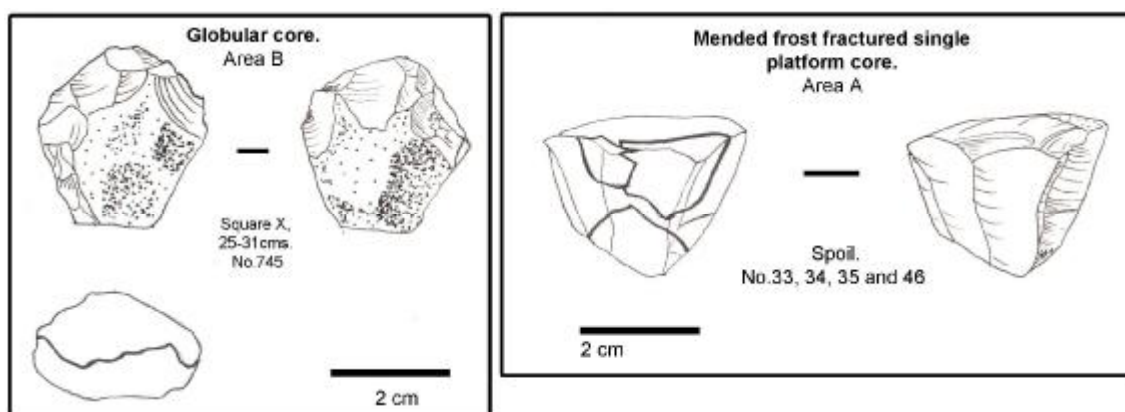 Globular core.
Area B
Square X,
25-31cms.
No.745
2 cm
Mended frost fractured single
platform core.
Area A
Spoil.
No.33, 34, 35 and 46
2 cm